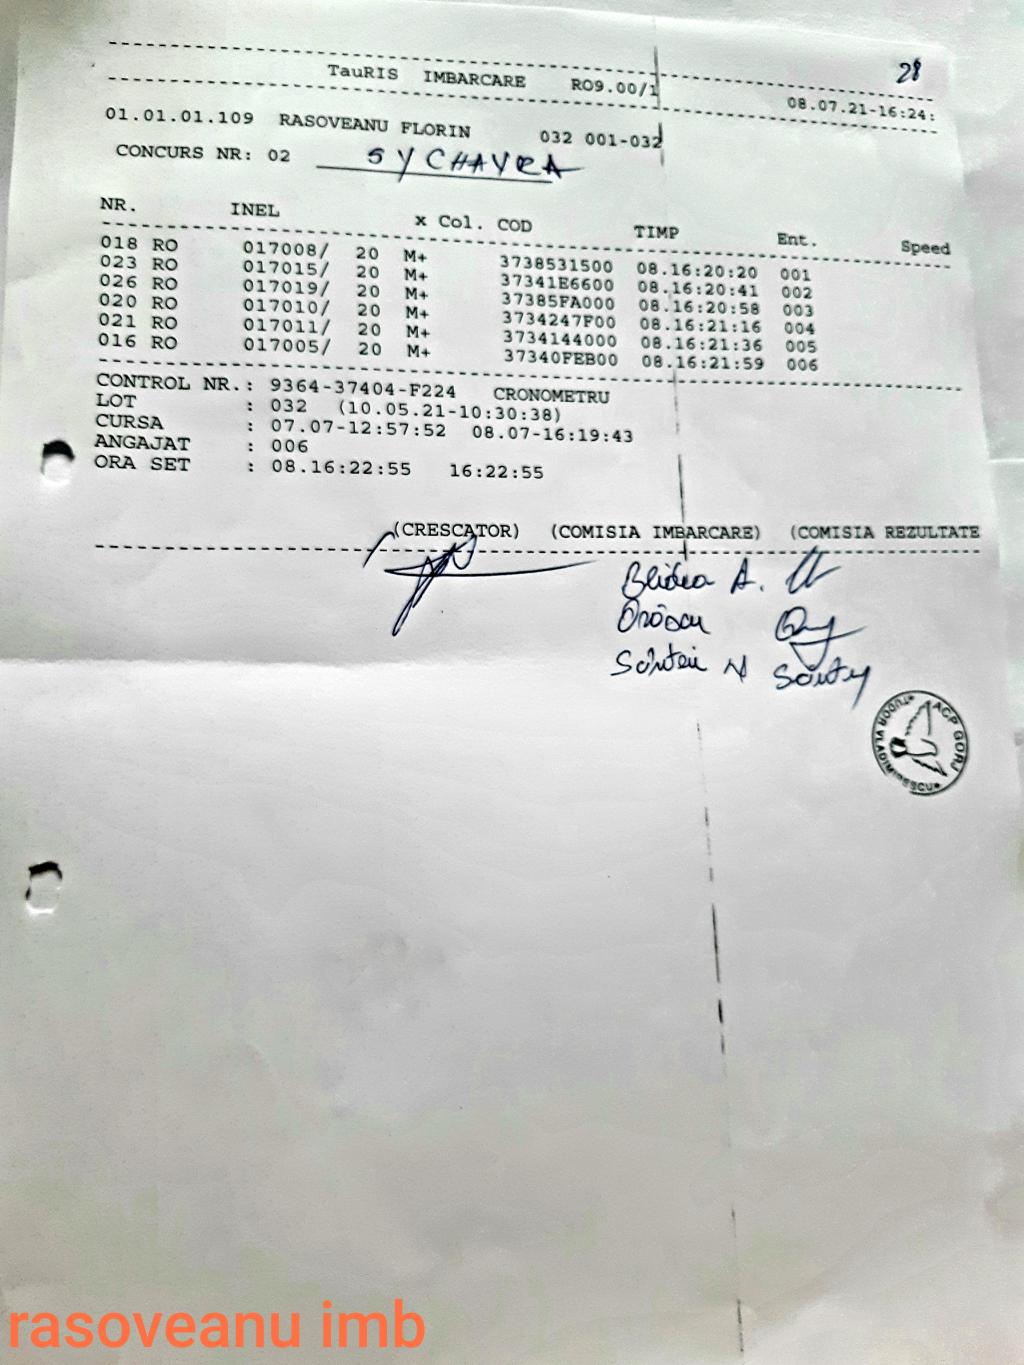 28
TauRIS IMBARCARE RO9.00/1 08.07.21-16:24:
01.01.01.109 RASOVEANU FLORIN 032 001-032
CONCURS NR: 02 SYCHAVRA
NR. INEL x Col. COD TIMP Ent. Speed
018 RO 017008/ 20 M+ 3738531500 08.16:20:20 001
023 RO 017015/ 20 M+ 37341E6600 08.16:20:41 002
026 RO 017019/ 20 M+ 37385FA000 08.16:20:58 003
020 RO 017010/ 20 M+ 3734247F00 08.16:21:16 004
021 RO 017011/ 20 M+ 3734144000 08.16:21:36 005
016 RO 017005/ 20 M+ 37340FEB00 08.16:21:59 006
CONTROL NR.: 9364-37404-F224 CRONOMETRU
LOT : 032 (10.05.21-10:30:38)
CURSA : 07.07-12:57:52 08.07-16:19:43
ANGAJAT : 006
ORA SET : 08.16:22:55 16:22:55
(CRESCATOR) (COMISIA IMBARCARE) (COMISIA REZULTATE
A.
ACP GORJ
TUDOR VLADIMIRESCU
rasoveanu imb